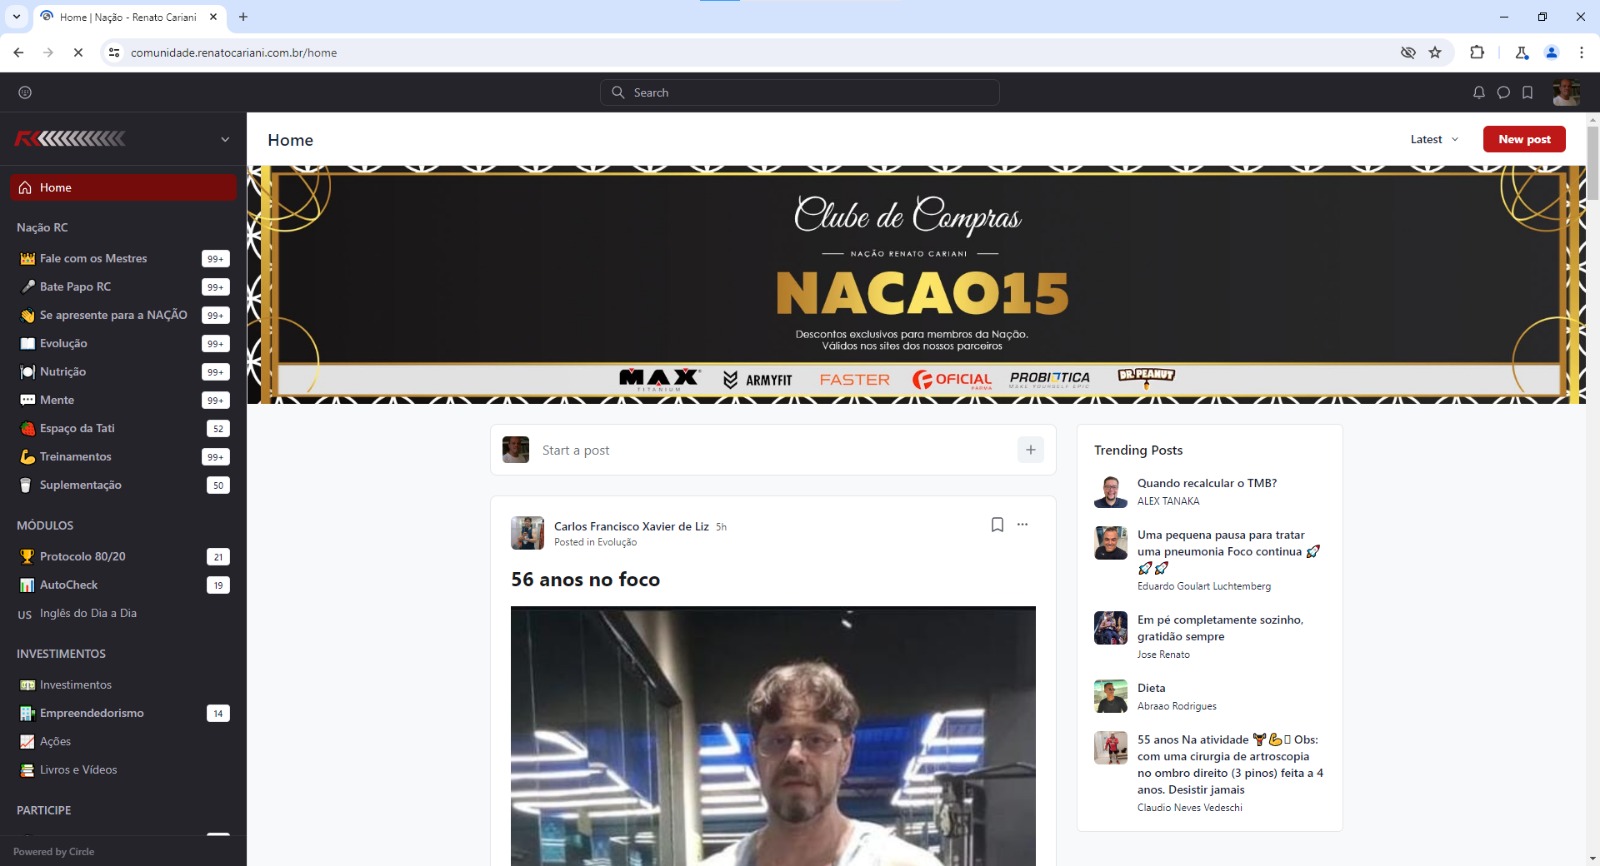 Home | Nação - Renato Cariani
comunidade.renatocariani.com.br/home
Search
Home
Latest
New post
Home
Nação RC
Fale com os Mestres 99+
Bate Papo RC 99+
Se apresente para a NAÇÃO 99+
Evolução 99+
Nutrição 99+
Mente 99+
Espaço da Tati 52
Treinamentos 99+
Suplementação 50
MÓDULOS
Protocolo 80/20 21
AutoCheck 19
US Inglês do Dia a Dia
INVESTIMENTOS
Investimentos
Empreendedorismo 14
Ações
Livros e Vídeos
PARTICIPE
Powered by Circle
Clube de Compras
NAÇÃO RENATO CARIANI
NACAO15
Descontos exclusivos para membros da Nação.
Válidos nos sites dos nossos parceiros
MAX TITANIUM
ARMYFIT
FASTER
OFICIAL FARMA
PROBIOTICA
MAKE YOURSELF EPIC
DR. PEANUT
Start a post
Carlos Francisco Xavier de Liz 5h
Posted in Evolução
56 anos no foco
Trending Posts
Quando recalcular o TMB?
ALEX TANAKA
Uma pequena pausa para tratar
uma pneumonia Foco continua 🚀
🚀🚀
Eduardo Goulart Luchtemberg
Em pé completamente sozinho,
gratidão sempre
Jose Renato
Dieta
Abraao Rodrigues
55 anos Na atividade 🏋💪 Obs:
com uma cirurgia de artroscopia
no ombro direito (3 pinos) feita a 4
anos. Desistir jamais
Claudio Neves Vedeschi